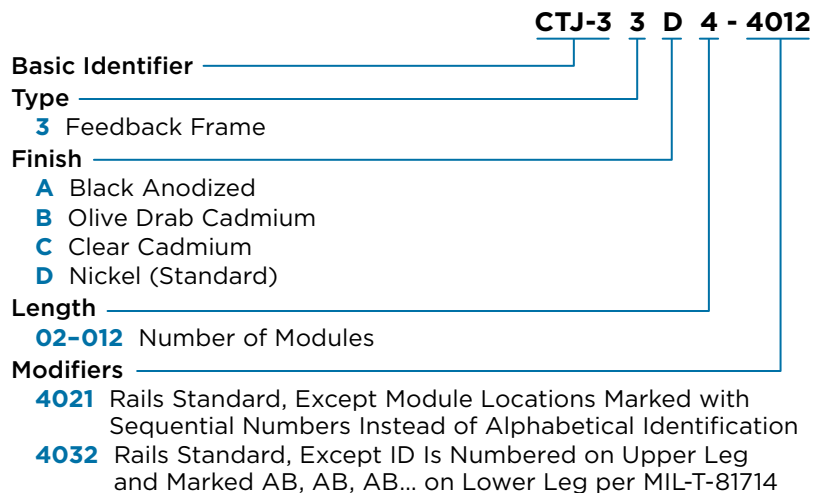 CTJ-3 3 D 4 - 4012
Basic Identifier
Type
3 Feedback Frame
Finish
A Black Anodized
B Olive Drab Cadmium
C Clear Cadmium
D Nickel (Standard)
Length
02–012 Number of Modules
Modifiers
4021 Rails Standard, Except Module Locations Marked with
Sequential Numbers Instead of Alphabetical Identification
4032 Rails Standard, Except ID Is Numbered on Upper Leg
and Marked AB, AB, AB... on Lower Leg per MIL-T-81714